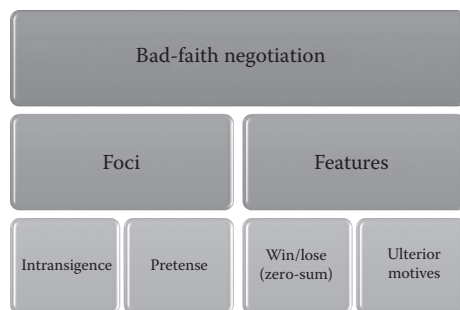 Bad-faith negotiation
Foci
Features
Intransigence
Pretense
Win/lose
(zero-sum)
Ulterior
motives